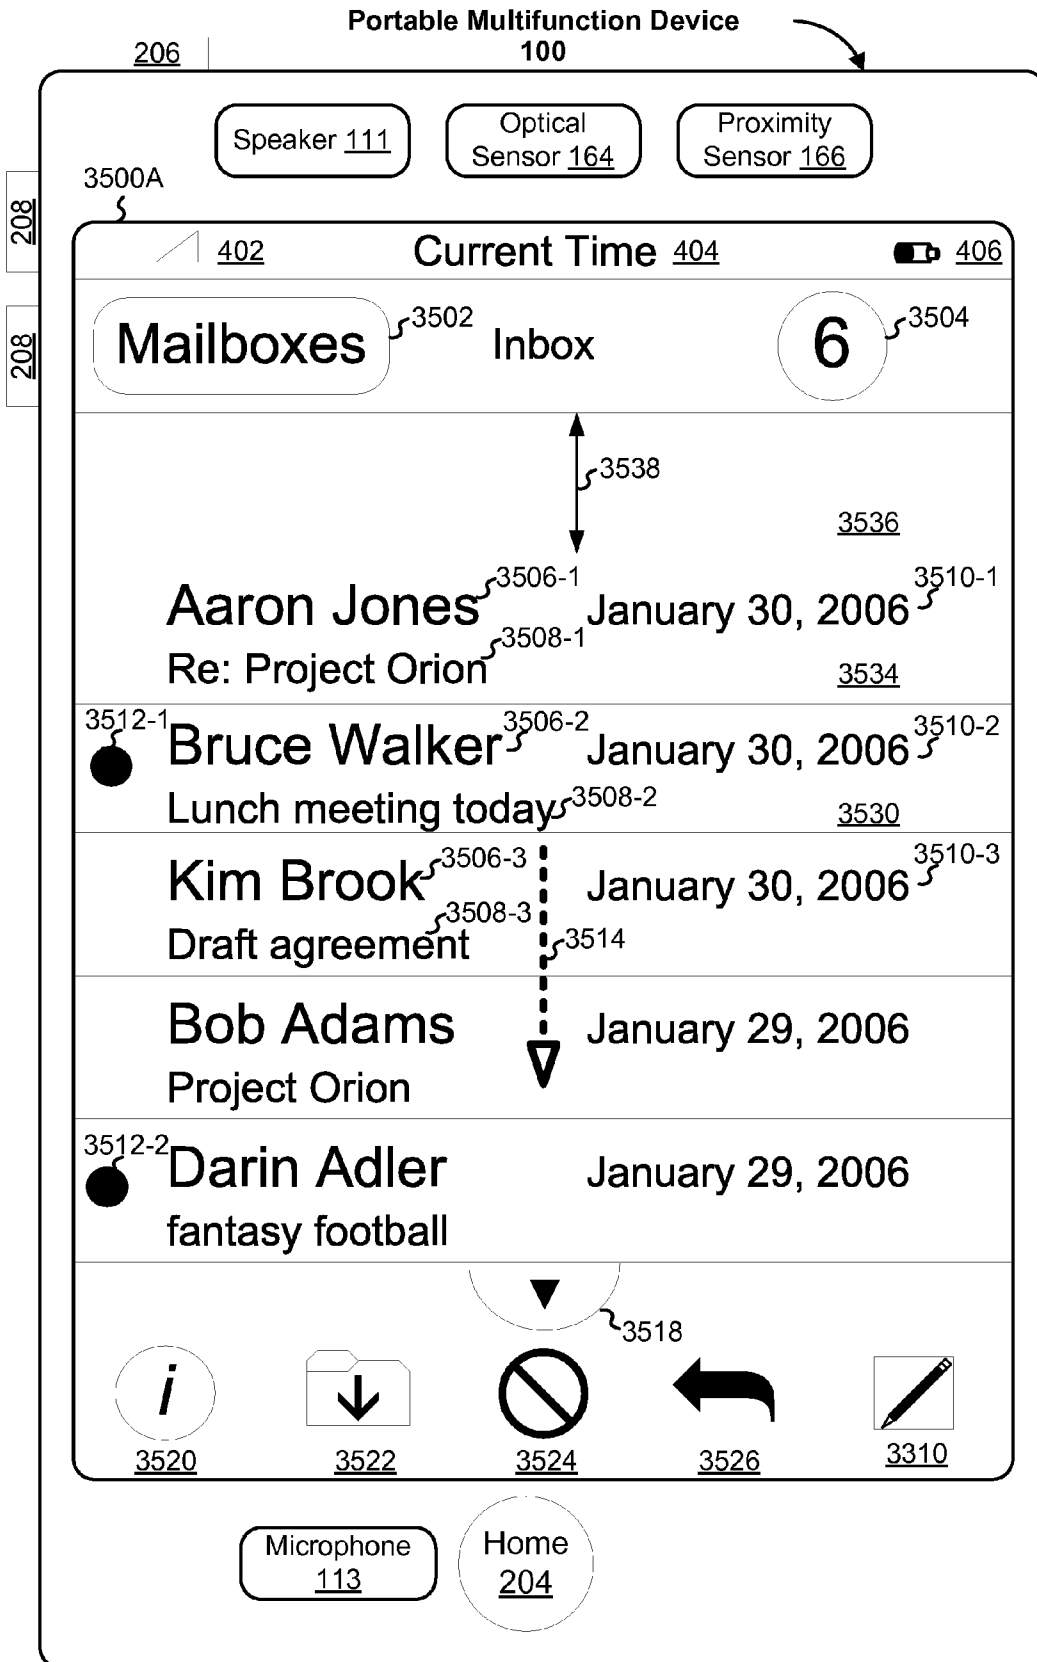 Portable Multifunction Device
100
206
Speaker 111
Optical
Sensor 164
Proximity
Sensor 166
3500A
208
208
402
Current Time 404
406
Mailboxes
3502
Inbox
6
3504
3538
3536
Aaron Jones
3506-1
January 30, 2006
3510-1
Re: Project Orion
3508-1
3534
3512-1
Bruce Walker
3506-2
January 30, 2006
3510-2
Lunch meeting today
3508-2
3530
Kim Brook
3506-3
January 30, 2006
3510-3
Draft agreement
3508-3
3514
Bob Adams
January 29, 2006
Project Orion
3512-2
Darin Adler
January 29, 2006
fantasy football
3518
i
3520
3522
3524
3526
3310
Microphone
113
Home
204